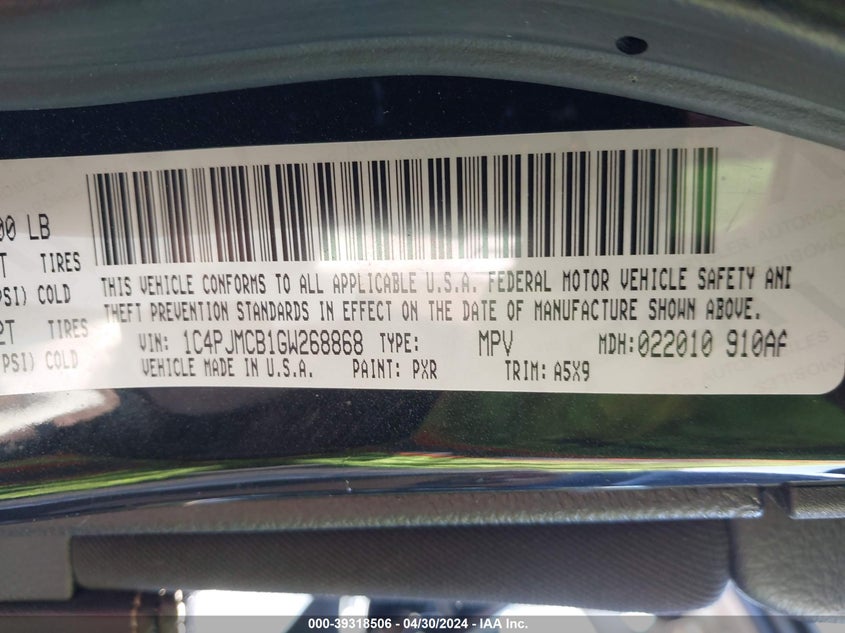 00 LB
T TIRES
PSI) COLD
2T TIRES
PSI) COLD
THIS VEHICLE CONFORMS TO ALL APPLICABLE U.S.A. FEDERAL MOTOR VEHICLE SAFETY AND
THEFT PREVENTION STANDARDS IN EFFECT ON THE DATE OF MANUFACTURE SHOWN ABOVE.
VIN: 1C4PJMCB1GW268868 TYPE: MPV MDH:022010 910AF
VEHICLE MADE IN U.S.A. PAINT: PXR TRIM: A5X9
000-39318506 - 04/30/2024 - IAA Inc.